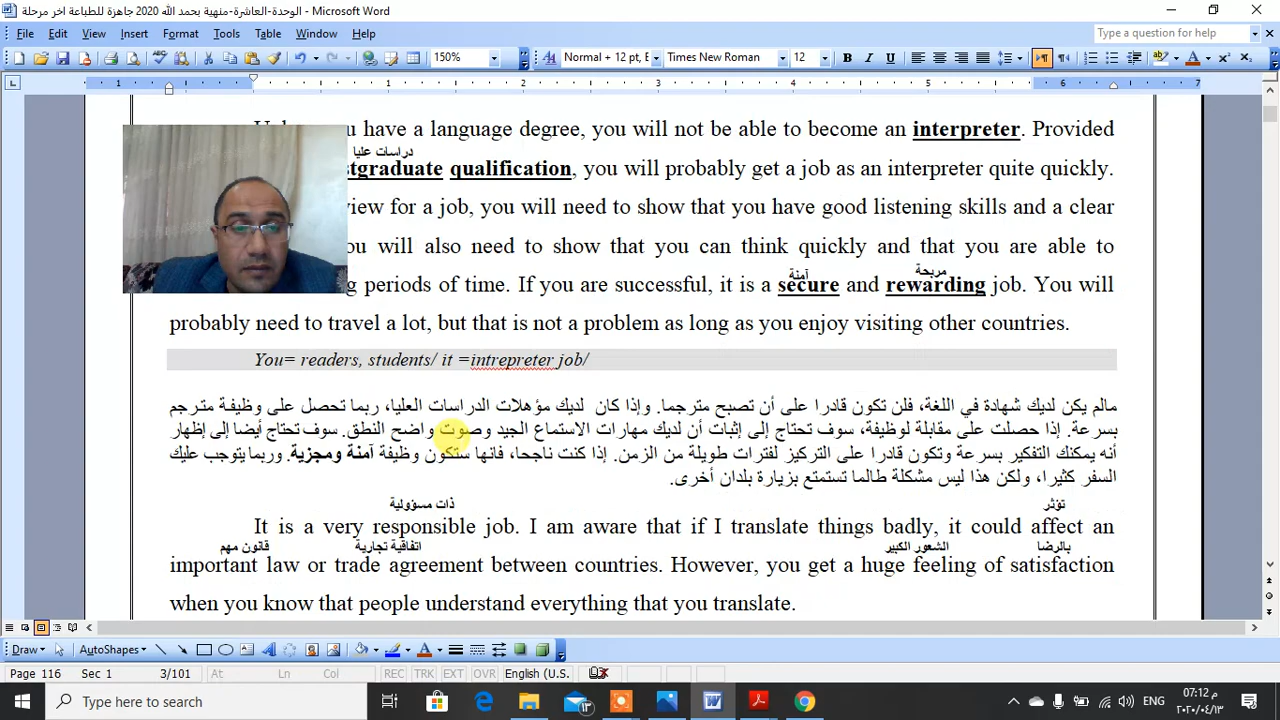 الوحدة-العاشرة-منهية بحمد الله 2020 جاهزة للطباعة اخر مرحلة - Microsoft Word
File Edit View Insert Format Tools Table Window Help Type a question for help
150% Normal + 12 pt, E Times New Roman 12 B I U
1 1 2 3 4 5 6 7
you have a language degree, you will not be able to become an interpreter. Provided
دراسات عليا
stgraduate qualification, you will probably get a job as an interpreter quite quickly.
view for a job, you will need to show that you have good listening skills and a clear
ou will also need to show that you can think quickly and that you are able to
آمنة مربحة
g periods of time. If you are successful, it is a secure and rewarding job. You will
probably need to travel a lot, but that is not a problem as long as you enjoy visiting other countries.
You= readers, students/ it =intrepreter job/
مالم يكن لديك شهادة في اللغة، فلن تكون قادرا على أن تصبح مترجما. وإذا كان لديك مؤهلات الدراسات العليا، ربما تحصل على وظيفة مترجم
بسرعة. إذا حصلت على مقابلة لوظيفة، سوف تحتاج إلى إثبات أن لديك مهارات الاستماع الجيد وصوت واضح النطق. سوف تحتاج أيضا إلى إظهار
أنه يمكنك التفكير بسرعة وتكون قادرا على التركيز لفترات طويلة من الزمن. إذا كنت ناجحا، فانها ستكون وظيفة آمنة ومجزية. وربما يتوجب عليك
السفر كثيرا، ولكن هذا ليس مشكلة طالما تستمتع بزيارة بلدان أخرى.
ذات مسؤولية تؤثر
It is a very responsible job. I am aware that if I translate things badly, it could affect an
قانون مهم اتفاقية تجارية الشعور الكبير بالرضا
important law or trade agreement between countries. However, you get a huge feeling of satisfaction
when you know that people understand everything that you translate.
Draw AutoShapes
Page 116 Sec 1 3/101 At Ln Col REC TRK EXT OVR English (U.S.
Type here to search ENG م 07:12
٢٠٢٠/٠٤/١٣